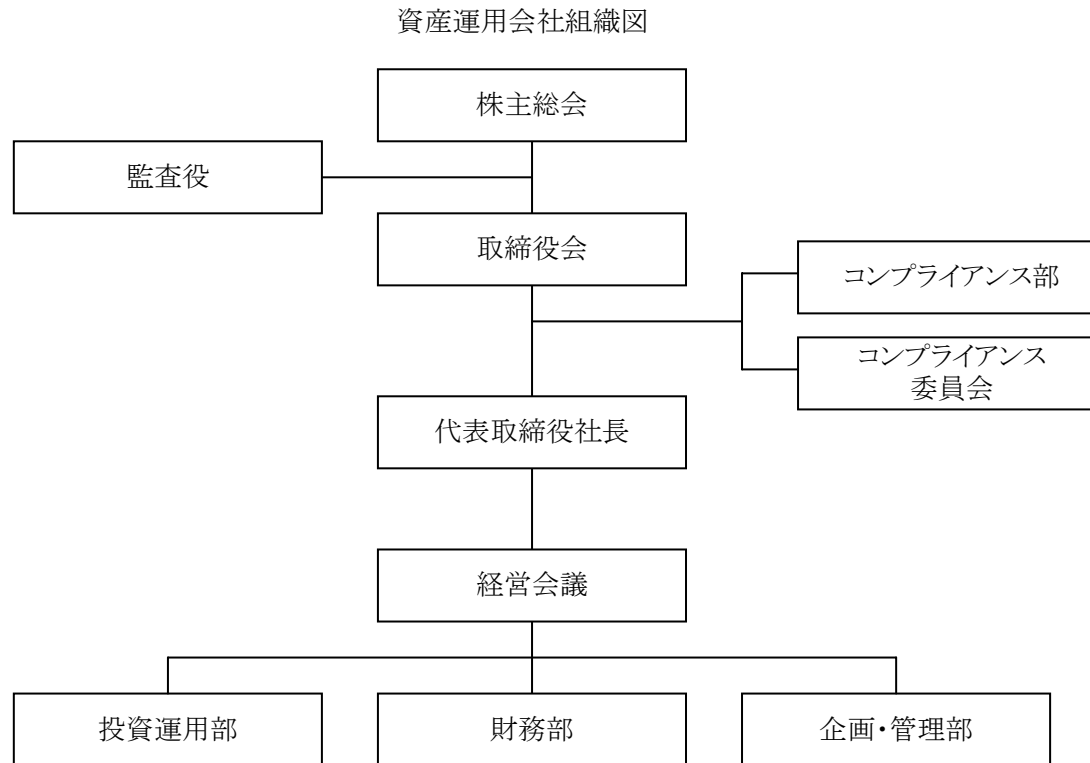 資産運用会社組織図
株主総会
監査役
取締役会
コンプライアンス部
コンプライアンス
委員会
代表取締役社長
経営会議
投資運用部
財務部
企画・管理部